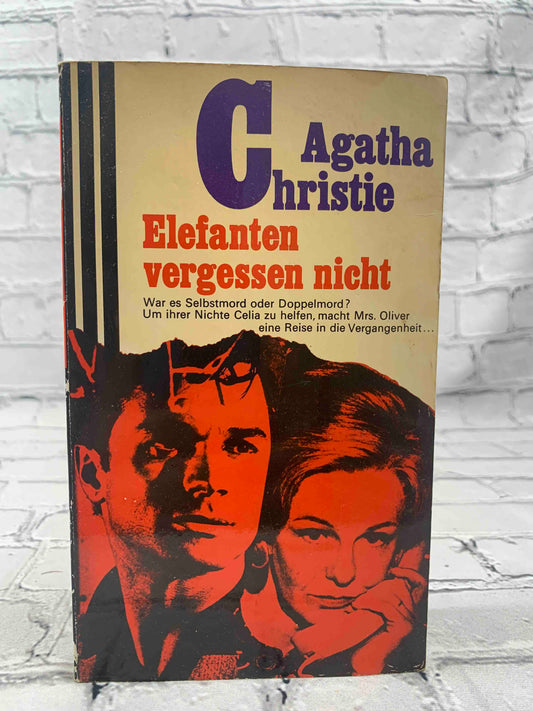 Agatha
Christie
Elefanten
vergessen nicht
War es Selbstmord oder Doppelmord?
Um ihrer Nichte Celia zu helfen, macht Mrs. Oliver
eine Reise in die Vergangenheit...